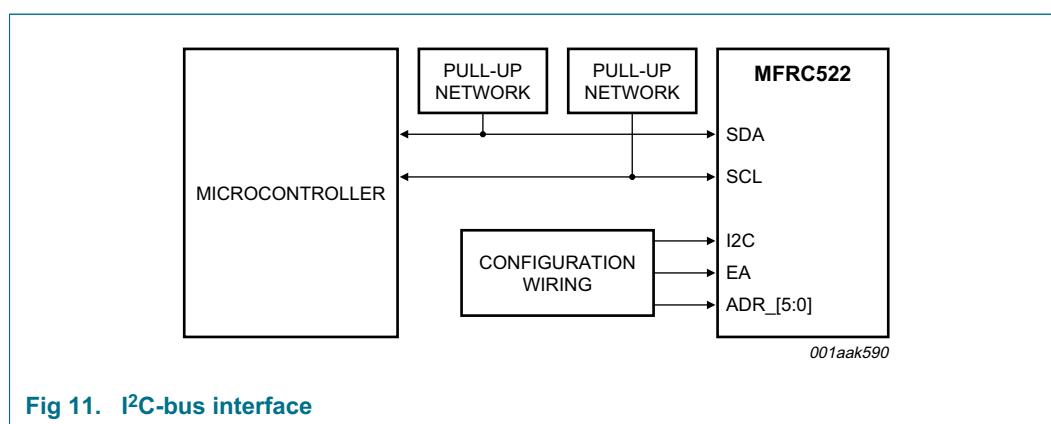 PULL-UP
NETWORK
PULL-UP
NETWORK
MFRC522
SDA
SCL
MICROCONTROLLER
I2C
EA
ADR_[5:0]
CONFIGURATION
WIRING
001aak590
Fig 11. I²C-bus interface